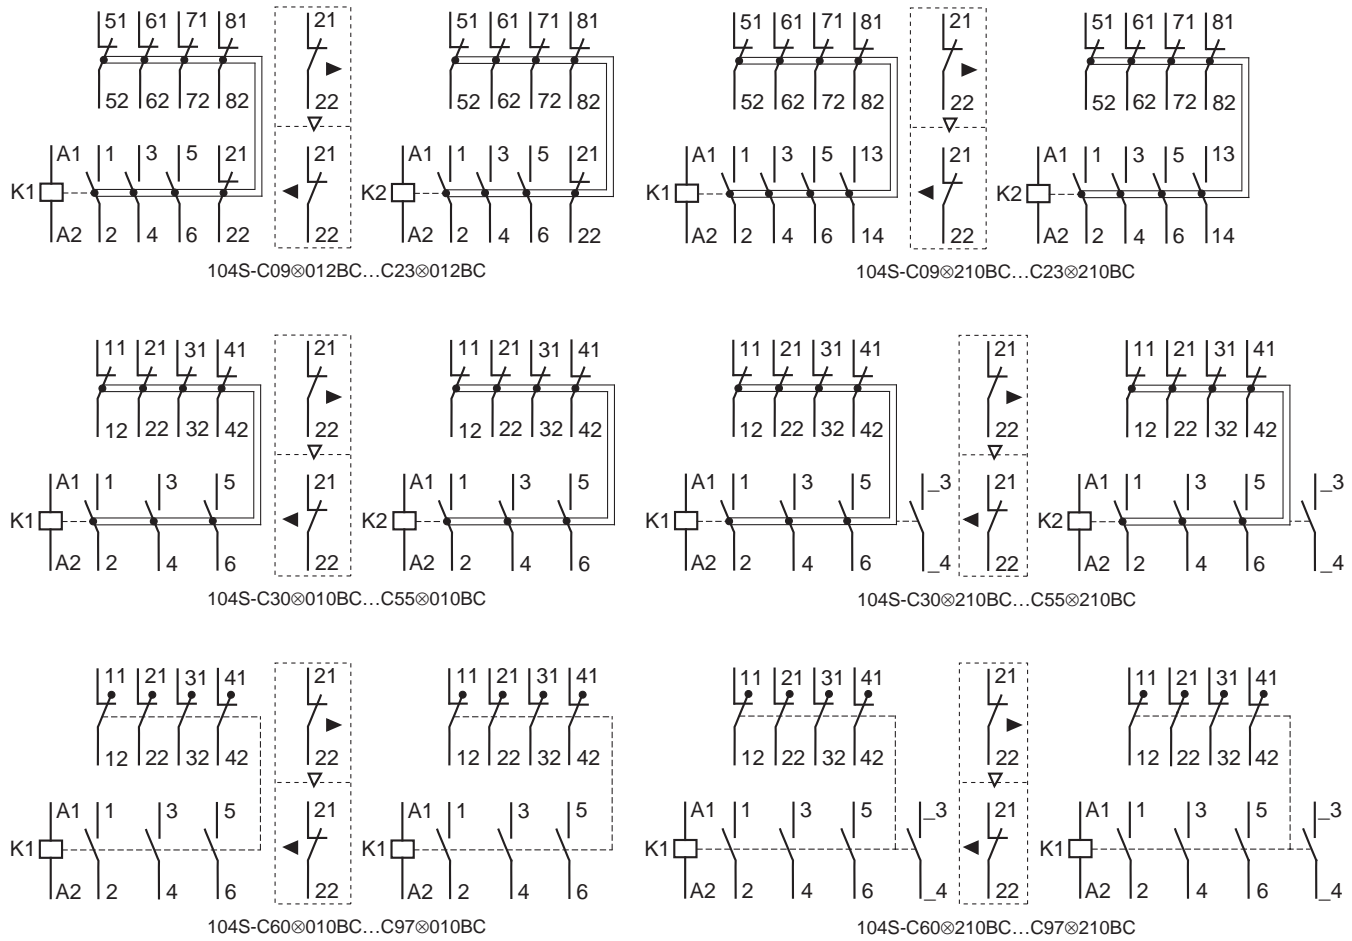 51 61 71 81 21 51 61 71 81 51 61 71 81 21 51 61 71 81
52 62 72 82 22 52 62 72 82 52 62 72 82 22 52 62 72 82
A1 1 3 5 21 21 A1 1 3 5 21 A1 1 3 5 13 21 A1 1 3 5 13
K1 K2 K1 K2
A2 2 4 6 22 22 A2 2 4 6 22 A2 2 4 6 14 22 A2 2 4 6 14
104S-C09⊗012BC…C23⊗012BC 104S-C09⊗210BC…C23⊗210BC
11 21 31 41 21 11 21 31 41 11 21 31 41 21 11 21 31 41
12 22 32 42 22 12 22 32 42 12 22 32 42 22 12 22 32 42
A1 1 3 5 21 A1 1 3 5 A1 1 3 5 _3 21 A1 1 3 5 _3
K1 K2 K1 K2
A2 2 4 6 22 A2 2 4 6 A2 2 4 6 _4 22 A2 2 4 6 _4
104S-C30⊗010BC…C55⊗010BC 104S-C30⊗210BC…C55⊗210BC
11 21 31 41 21 11 21 31 41 11 21 31 41 21 11 21 31 41
12 22 32 42 22 12 22 32 42 12 22 32 42 22 12 22 32 42
A1 1 3 5 21 A1 1 3 5 A1 1 3 5 _3 21 A1 1 3 5 _3
K1 K1 K1 K1
A2 2 4 6 22 A2 2 4 6 A2 2 4 6 _4 22 A2 2 4 6 _4
104S-C60⊗010BC…C97⊗010BC 104S-C60⊗210BC…C97⊗210BC